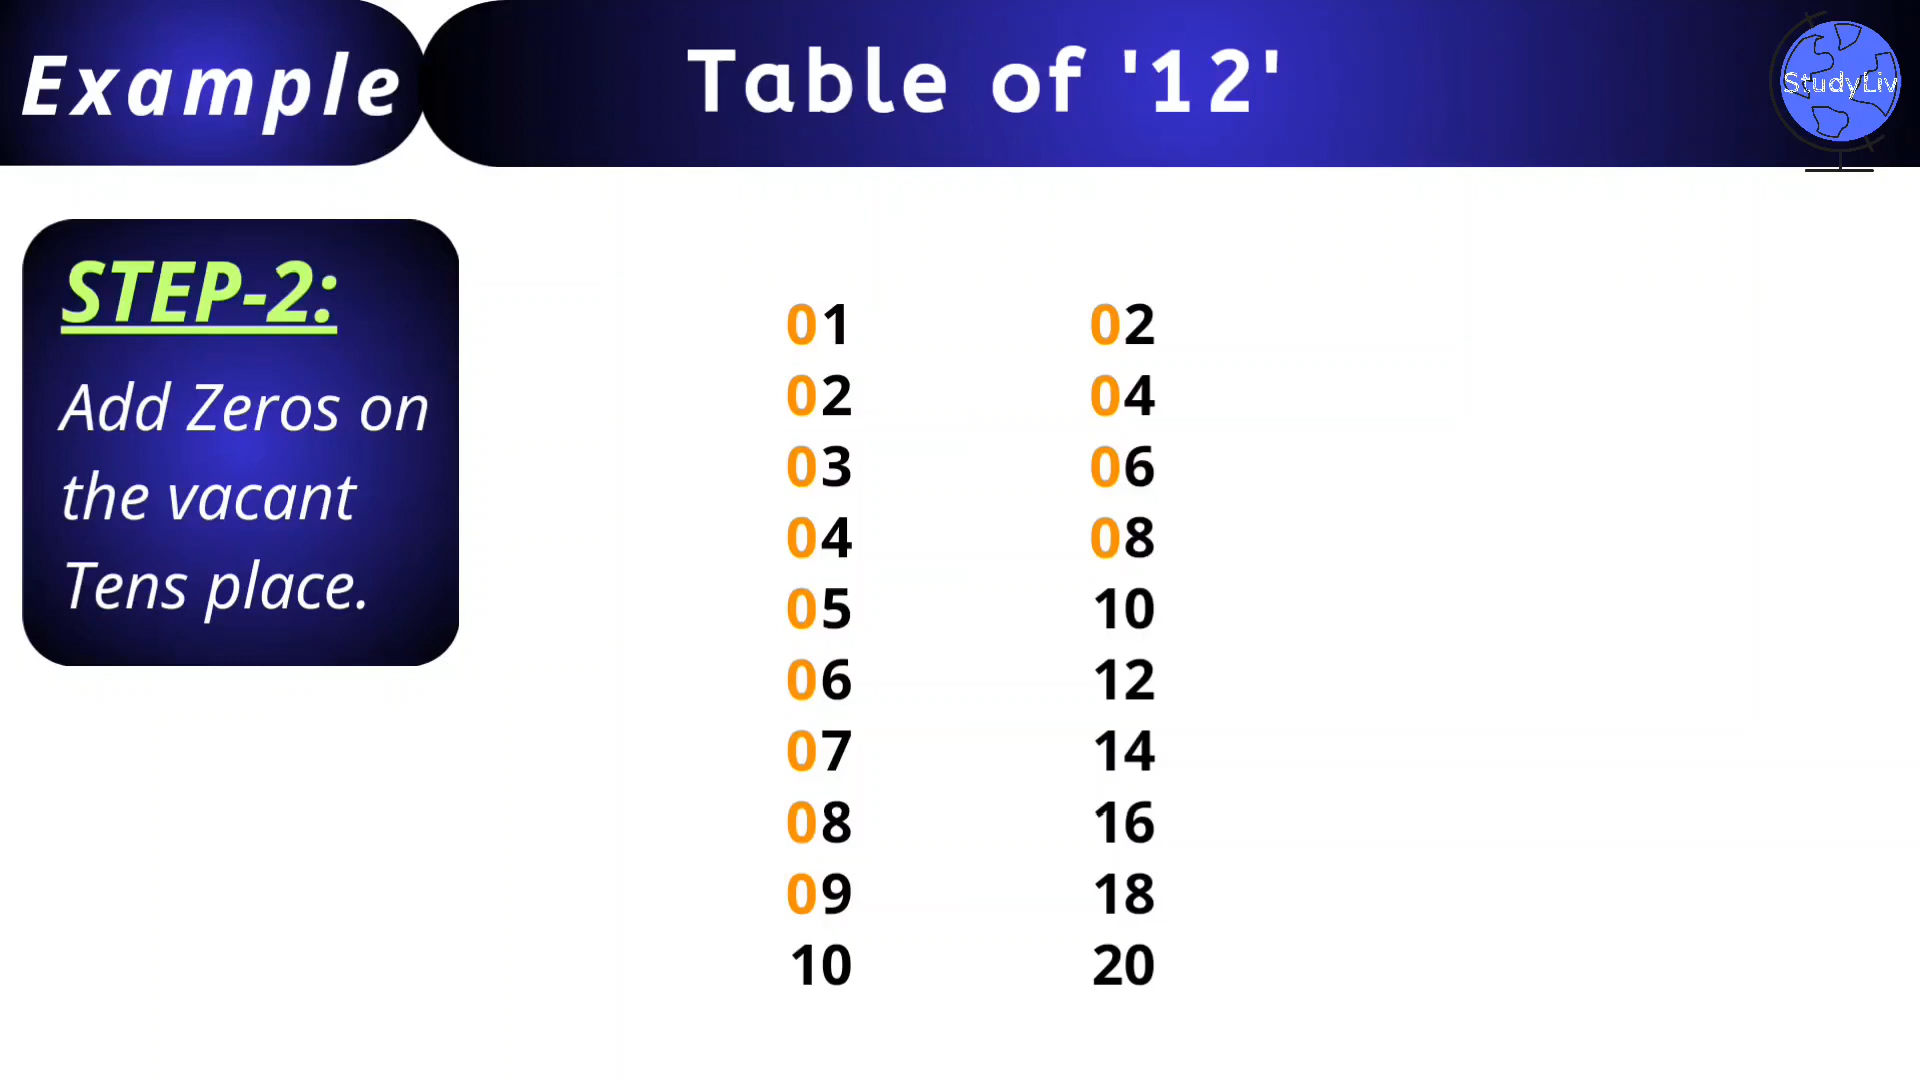 Example
Table of '12'
StudyLiv
STEP-2:
Add Zeros on
the vacant
Tens place.
01 02
02 04
03 06
04 08
05 10
06 12
07 14
08 16
09 18
10 20